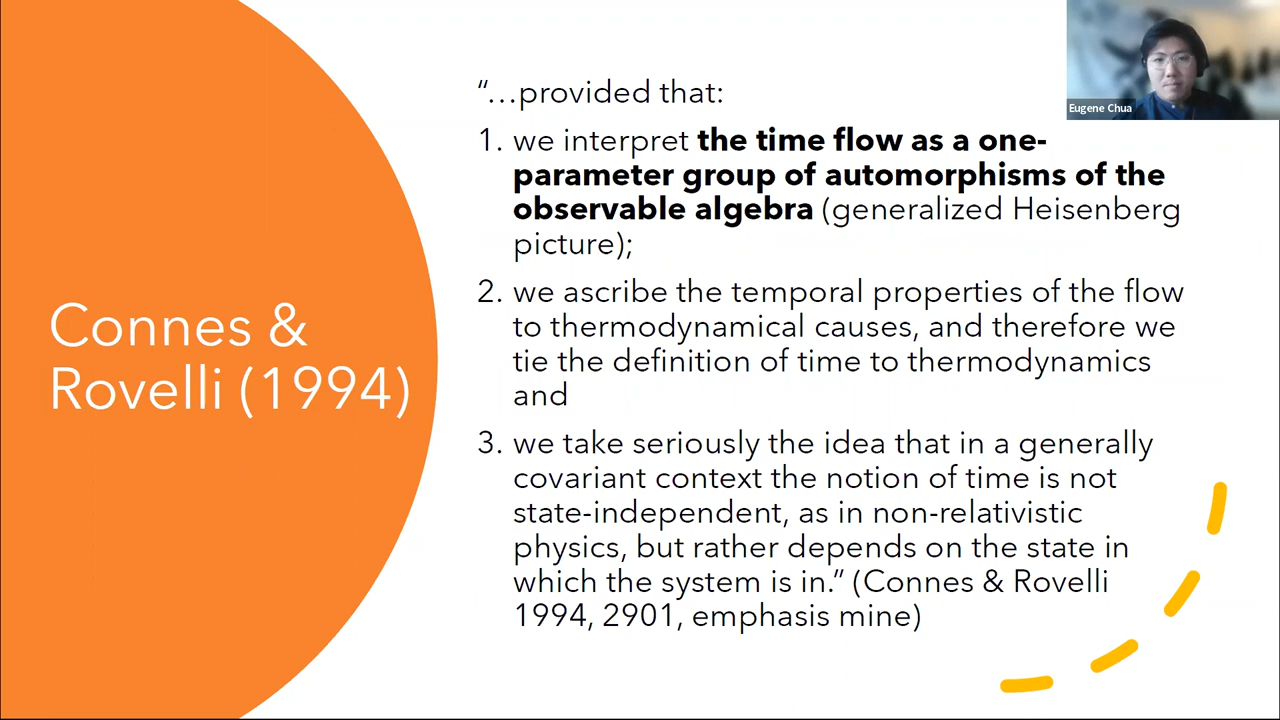 Connes &
Rovelli (1994)
“…provided that:
1. we interpret the time flow as a one-
parameter group of automorphisms of the
observable algebra (generalized Heisenberg
picture);
2. we ascribe the temporal properties of the flow
to thermodynamical causes, and therefore we
tie the definition of time to thermodynamics
and
3. we take seriously the idea that in a generally
covariant context the notion of time is not
state-independent, as in non-relativistic
physics, but rather depends on the state in
which the system is in.” (Connes & Rovelli
1994, 2901, emphasis mine)
Eugene Chua